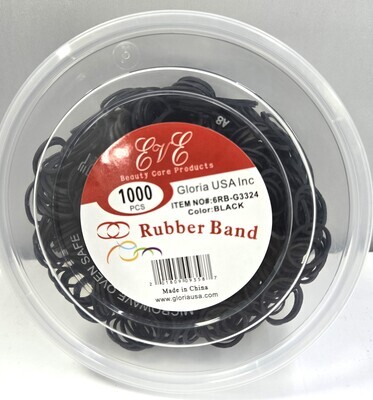 EVE
Beauty Care Products
1000
PCS
Gloria USA Inc
ITEM NO#:6RB-G3324
Color:BLACK
Rubber Band
Made in China
www.gloriausa.com
MICROWAVE OVEN SAFE
A8